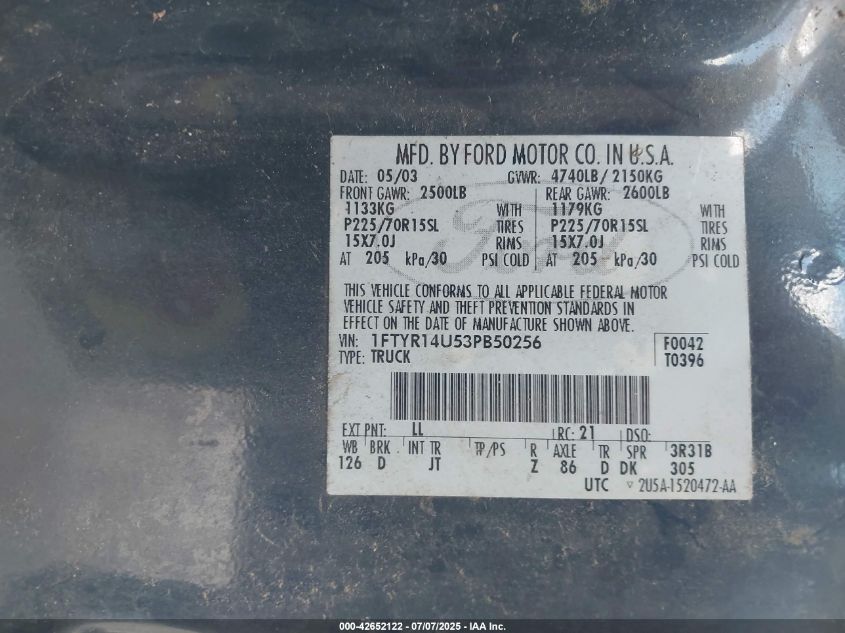 MFD. BY FORD MOTOR CO. IN U.S.A.
DATE: 05/03 GVWR: 4740LB/ 2150KG
FRONT GAWR: 2500LB REAR GAWR: 2600LB
1133KG WITH 1179KG WITH
P225/70R15SL TIRES P225/70R15SL TIRES
15X7.0J RIMS 15X7.0J RIMS
AT 205 kPa/30 PSI COLD AT 205 kPa/30 PSI COLD
Ford
THIS VEHICLE CONFORMS TO ALL APPLICABLE FEDERAL MOTOR
VEHICLE SAFETY AND THEFT PREVENTION STANDARDS IN
EFFECT ON THE DATE OF MANUFACTURE SHOWN ABOVE.
VIN: 1FTYR14U53PB50256 F0042
TYPE: TRUCK T0396
EXT PNT: LL RC: 21 DSO:
WB BRK INT TR TP/PS R AXLE TR SPR 3R31B
126 D JT Z 86 D DK 305
UTC ▽ 2U5A-1520472-AA
000-42652122 - 07/07/2025 - IAA Inc.